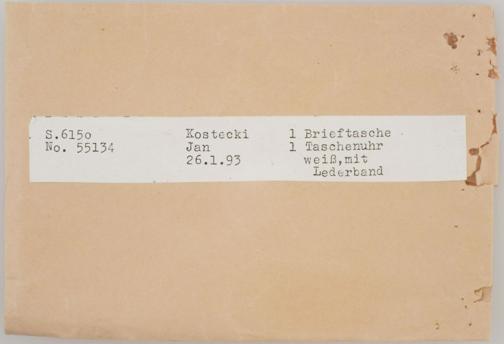 S.615o Kostecki 1 Brieftasche
No. 55134 Jan 1 Taschenuhr
26.1.93 weiß,mit
Lederband